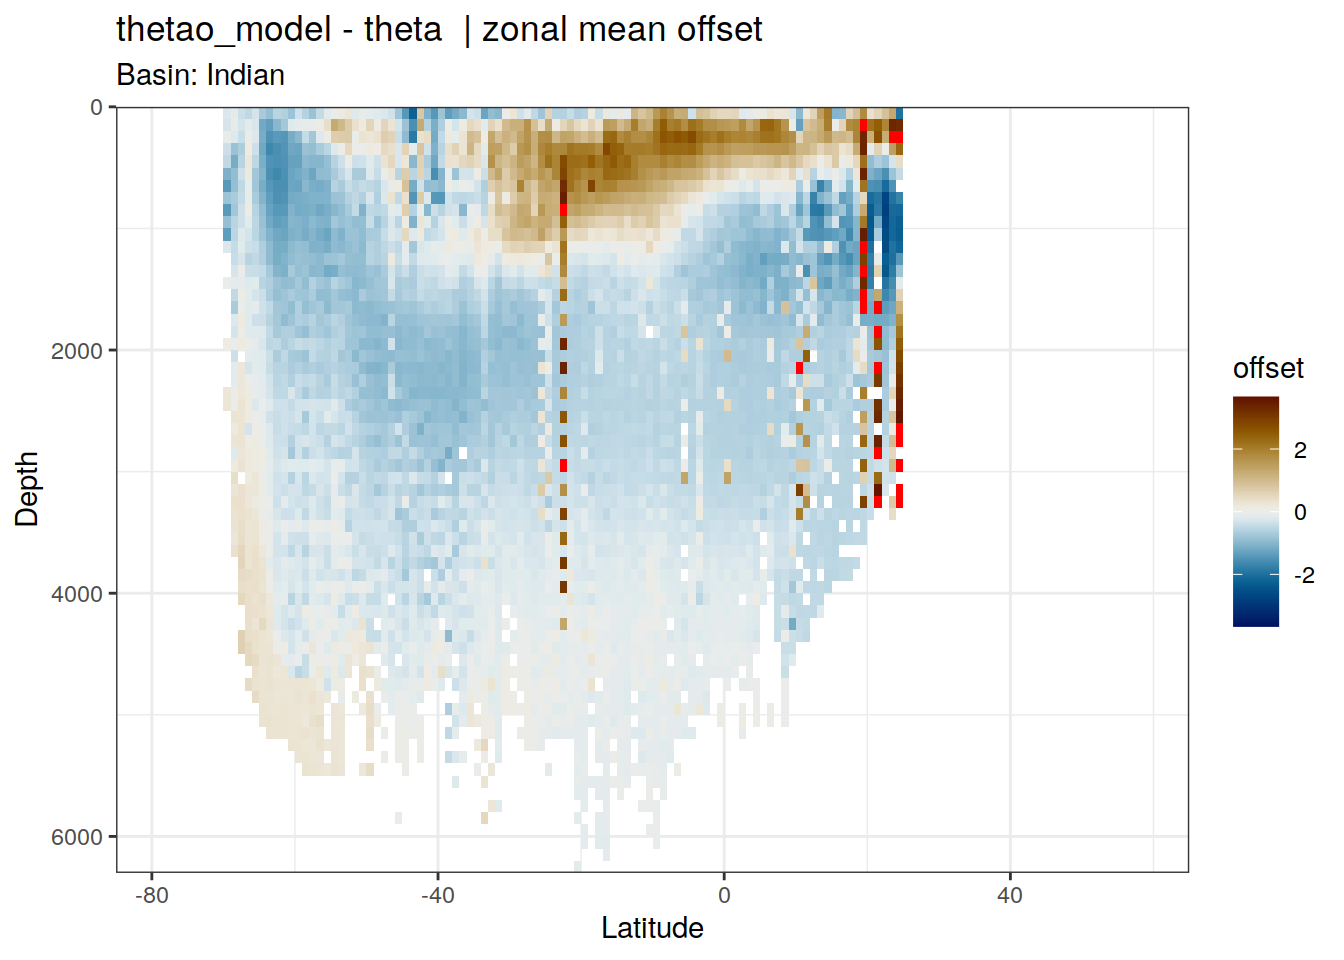 thetao_model - theta  | zonal mean offset
Basin: Indian
0
2000
4000
6000
Depth
-80
-40
0
40
Latitude
offset
2
0
-2